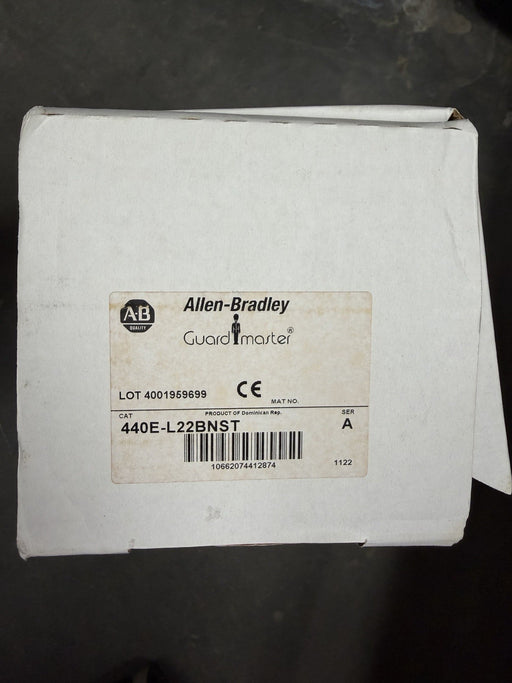 A·B
QUALITY
Allen-Bradley
Guardmaster®
LOT 4001959699
CE
MAT NO.
CAT
PRODUCT OF Dominican Rep.
SER
440E-L22BNST
A
10662074412874
1122